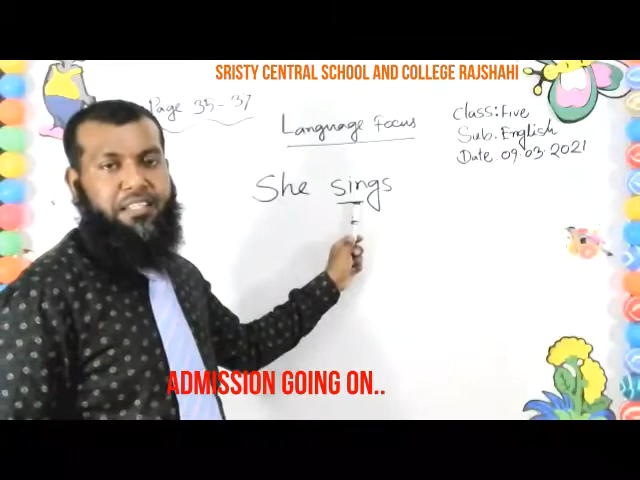 SRISTY CENTRAL SCHOOL AND COLLEGE RAJSHAHI
Page 35-37
Language Focus
Class: Five
Sub. English
Date 09.03.2021
She sings
ADMISSION GOING ON..